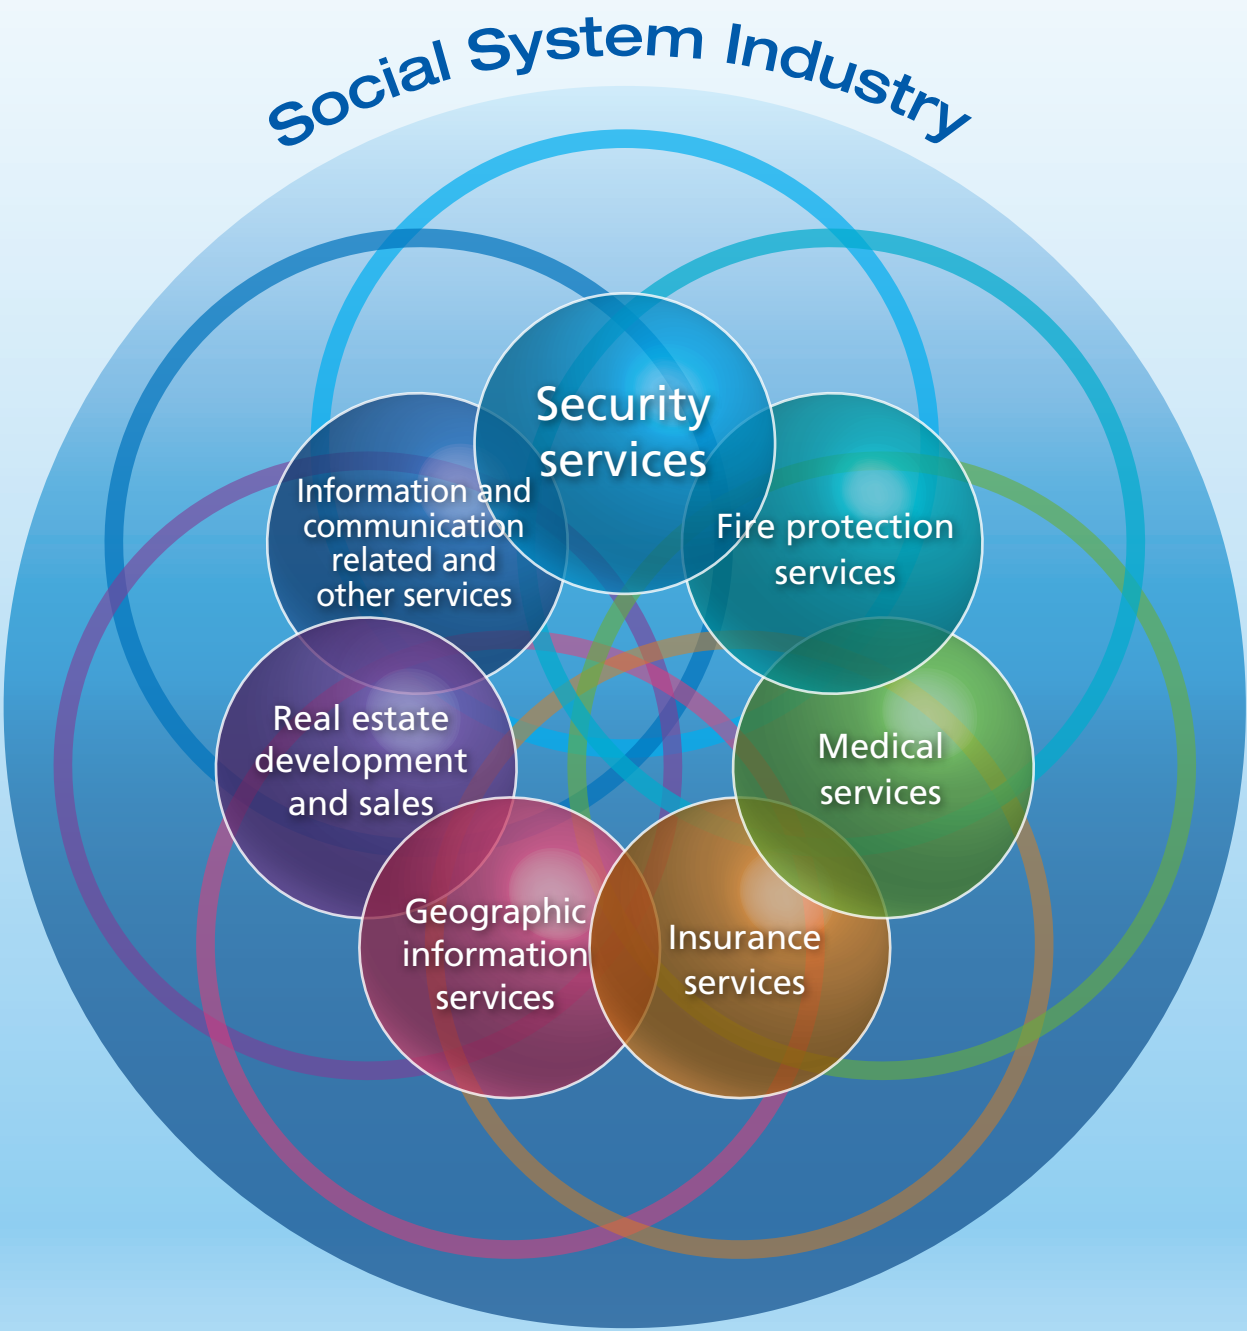 Social System Industry
Security
services
Fire protection
services
Medical
services
Insurance
services
Geographic
information
services
Real estate
development
and sales
Information and
communication
related and
other services